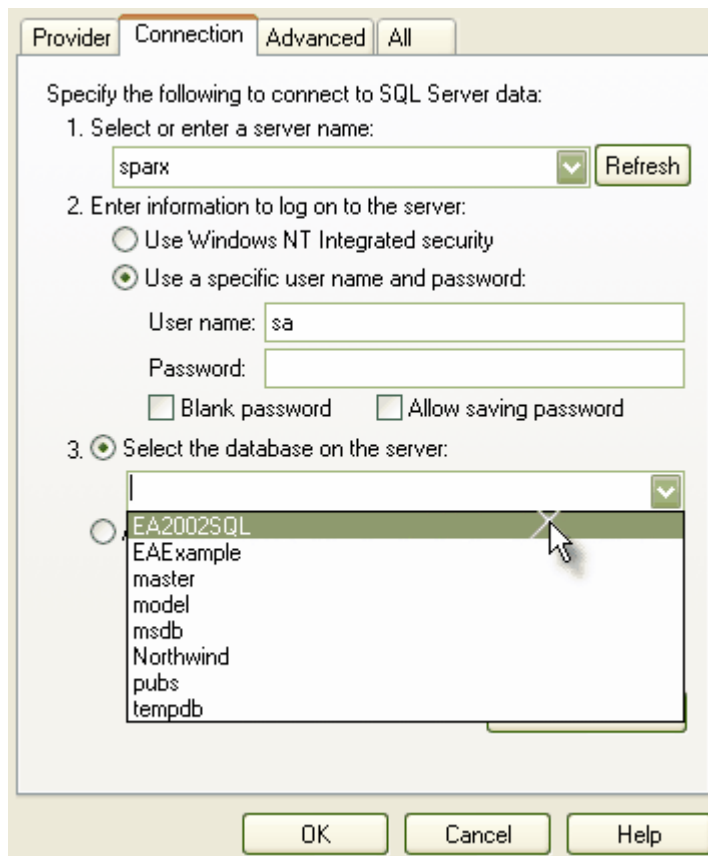 Provider Connection Advanced All
Specify the following to connect to SQL Server data:
1. Select or enter a server name:
sparx Refresh
2. Enter information to log on to the server:
Use Windows NT Integrated security
Use a specific user name and password:
User name: sa
Password:
Blank password Allow saving password
3. Select the database on the server:
EA2002SQL
EAExample
master
model
msdb
Northwind
pubs
tempdb
OK Cancel Help